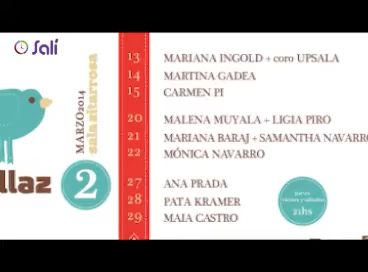 Salí
MARZO2014
sala zitarrosa
llaz
2
13 MARIANA INGOLD + coro UPSALA
14 MARTINA GADEA
15 CARMEN PI
20 MALENA MUYALA + LIGIA PIRO
21 MARIANA BARAJ + SAMANTHA NAVARRO
22 MÓNICA NAVARRO
27 ANA PRADA
28 PATA KRAMER
29 MAIA CASTRO
jueves
viernes y sábados
21hs